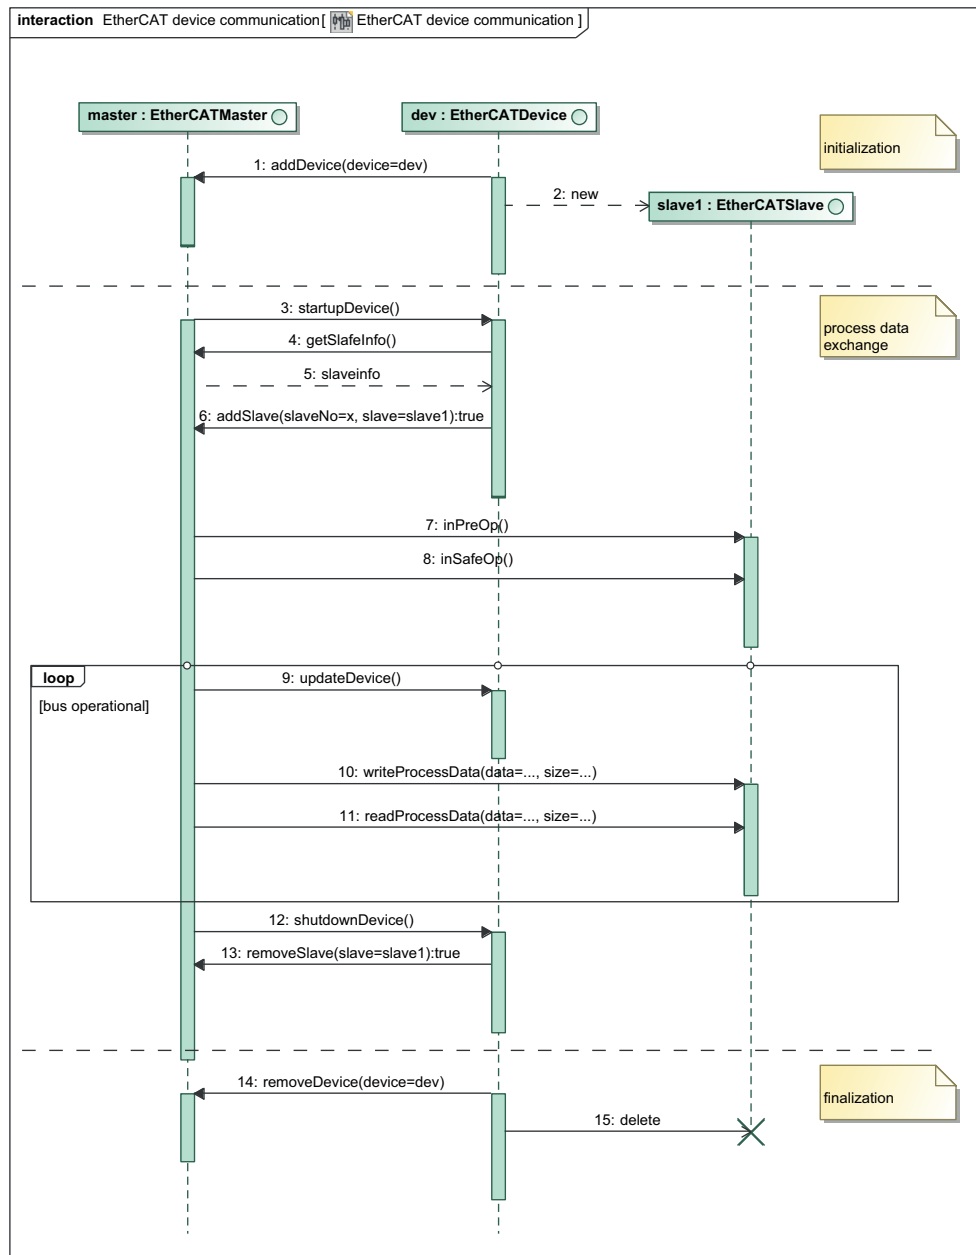 interaction EtherCAT device communication[ EtherCAT device communication ]
master : EtherCATMaster
dev : EtherCATDevice
initialization
1: addDevice(device=dev)
2: new
slave1 : EtherCATSlave
3: startupDevice()
process data
exchange
4: getSlafeInfo()
5: slaveinfo
6: addSlave(slaveNo=x, slave=slave1):true
7: inPreOp()
8: inSafeOp()
loop
9: updateDevice()
[bus operational]
10: writeProcessData(data=..., size=...)
11: readProcessData(data=..., size=...)
12: shutdownDevice()
13: removeSlave(slave=slave1):true
14: removeDevice(device=dev)
finalization
15: delete